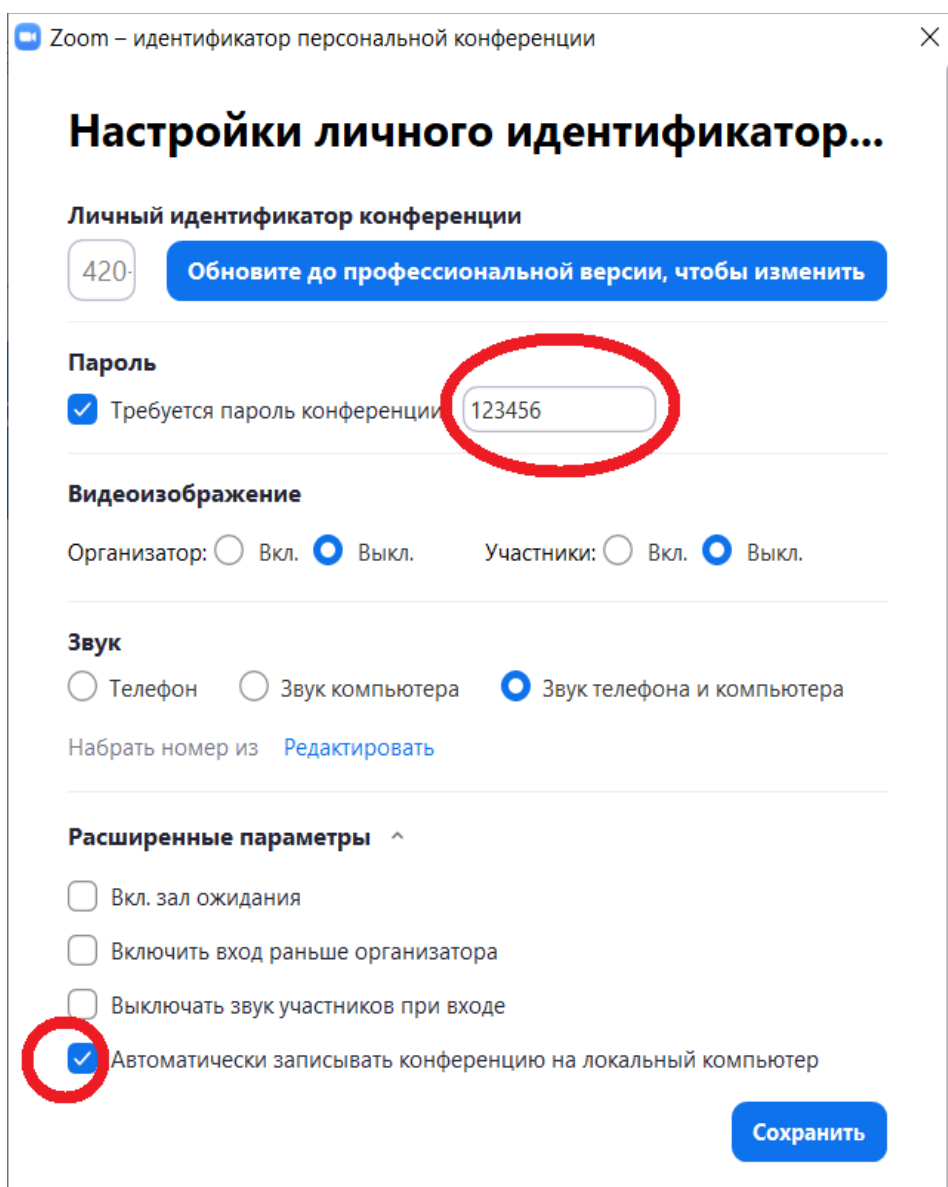 Zoom – идентификатор персональной конференции
Настройки личного идентификатор...
Личный идентификатор конференции
420-
Обновите до профессиональной версии, чтобы изменить
Пароль
Требуется пароль конференции 123456
Видеоизображение
Организатор: Вкл. Выкл. Участники: Вкл. Выкл.
Звук
Телефон Звук компьютера Звук телефона и компьютера
Набрать номер из Редактировать
Расширенные параметры
Вкл. зал ожидания
Включить вход раньше организатора
Выключать звук участников при входе
Автоматически записывать конференцию на локальный компьютер
Сохранить